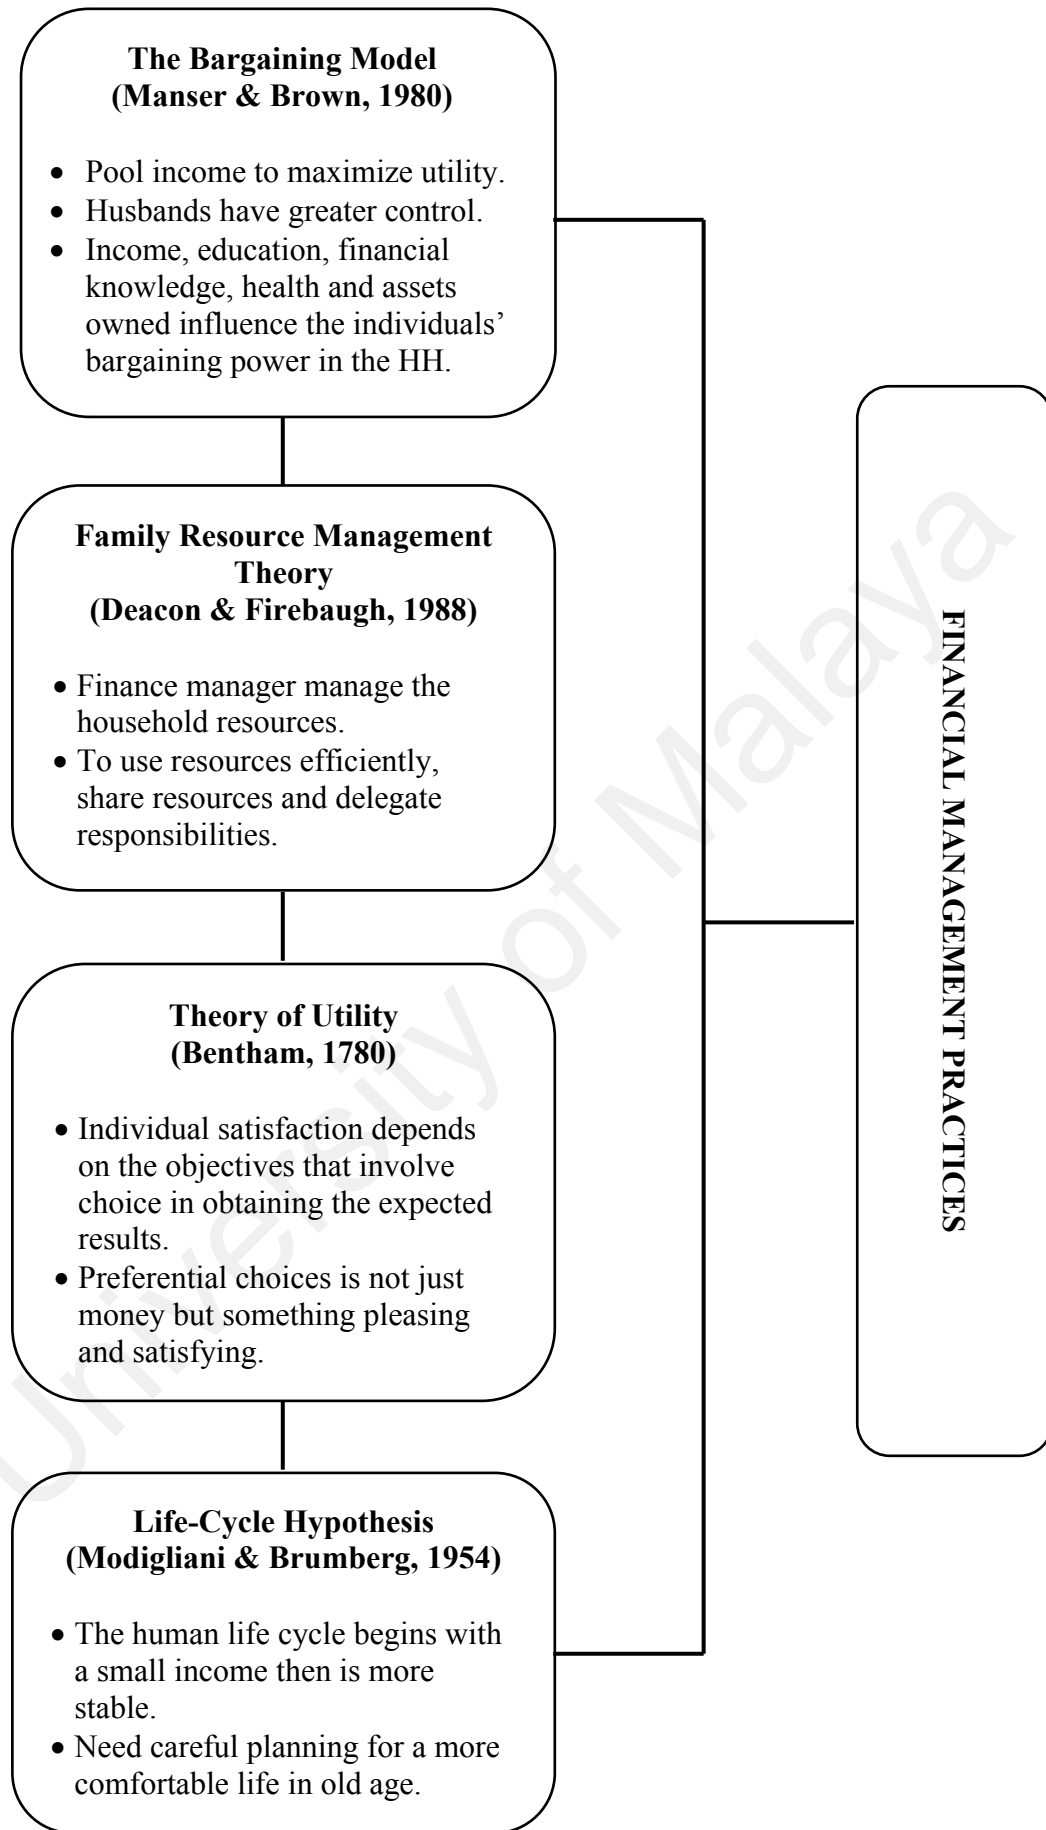 The Bargaining Model
(Manser & Brown, 1980)
• Pool income to maximize utility.
• Husbands have greater control.
• Income, education, financial
knowledge, health and assets
owned influence the individuals’
bargaining power in the HH.
Family Resource Management
Theory
(Deacon & Firebaugh, 1988)
• Finance manager manage the
household resources.
• To use resources efficiently,
share resources and delegate
responsibilities.
Theory of Utility
(Bentham, 1780)
• Individual satisfaction depends
on the objectives that involve
choice in obtaining the expected
results.
• Preferential choices is not just
money but something pleasing
and satisfying.
Life-Cycle Hypothesis
(Modigliani & Brumberg, 1954)
• The human life cycle begins with
a small income then is more
stable.
• Need careful planning for a more
comfortable life in old age.
FINANCIAL MANAGEMENT PRACTICES
University of Malaya